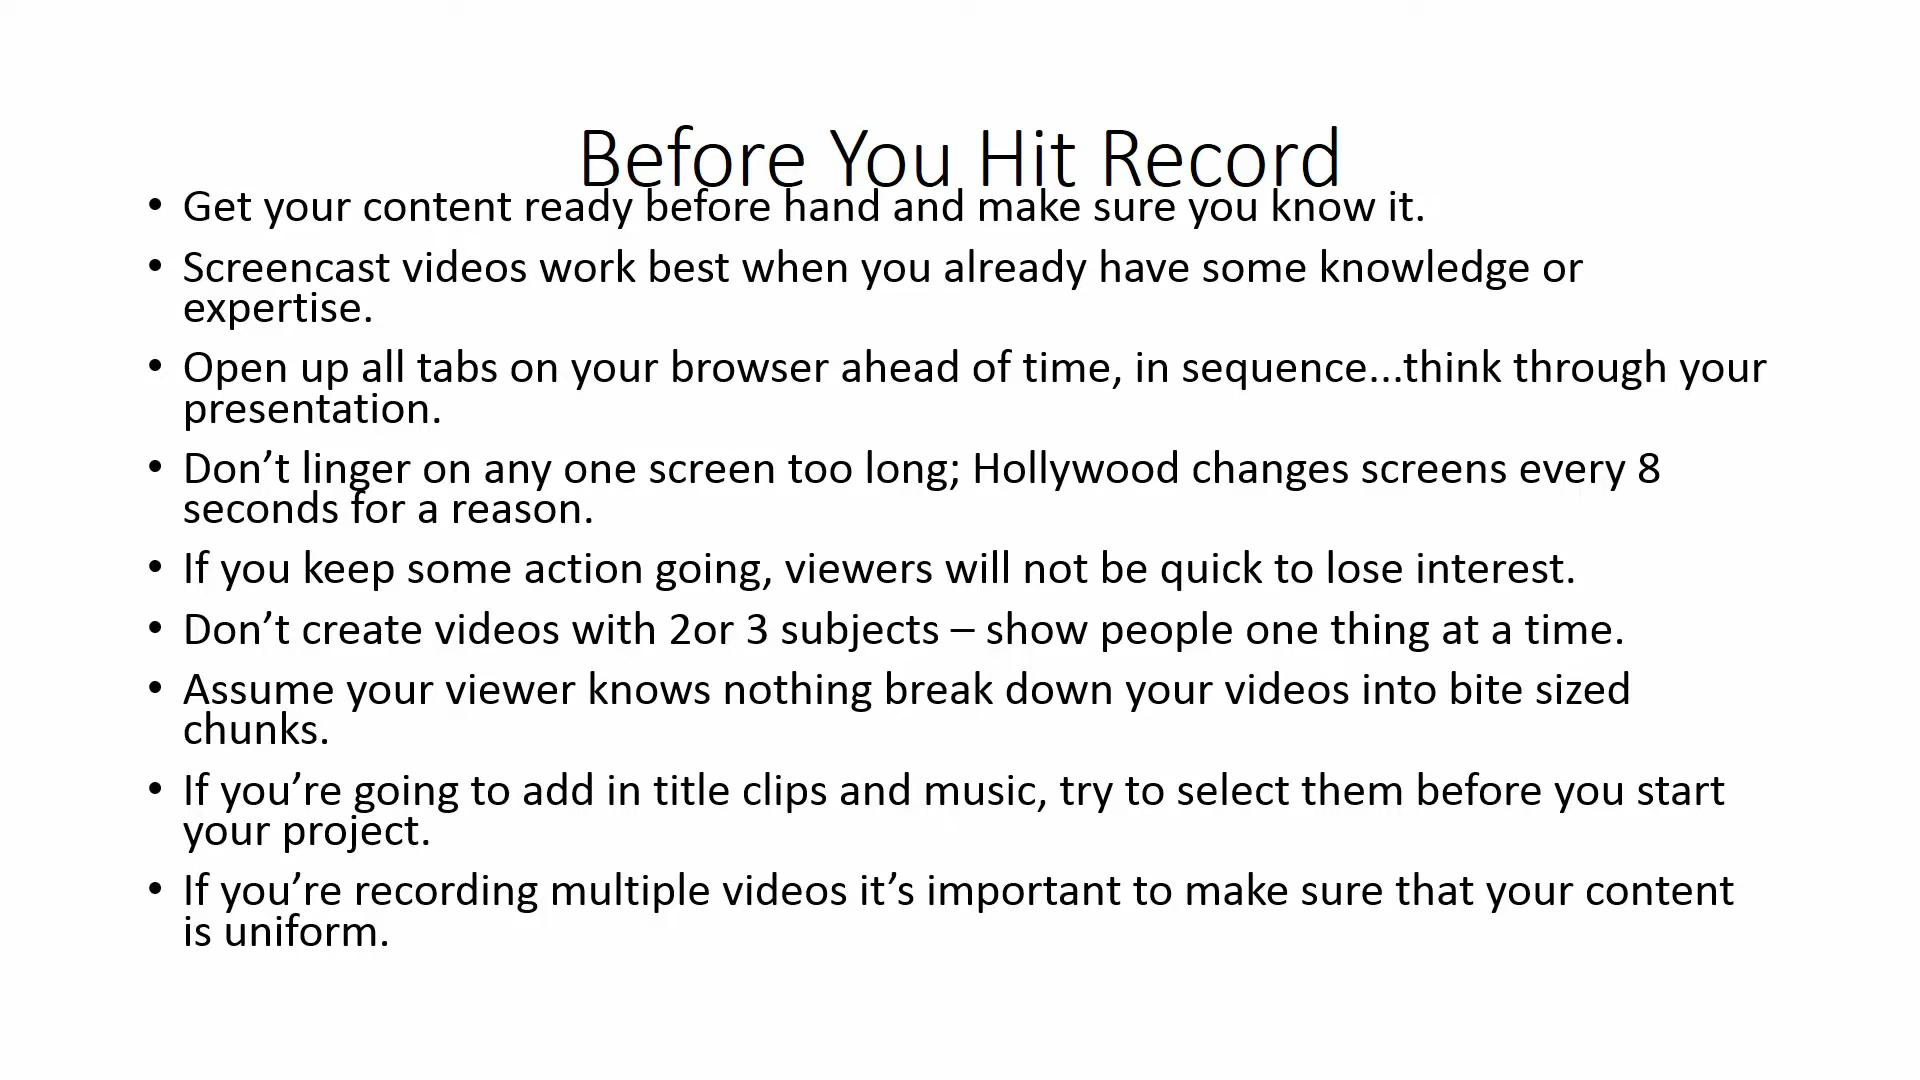 Before You Hit Record
• Get your content ready before hand and make sure you know it.
• Screencast videos work best when you already have some knowledge or
expertise.
• Open up all tabs on your browser ahead of time, in sequence...think through your
presentation.
• Don’t linger on any one screen too long; Hollywood changes screens every 8
seconds for a reason.
• If you keep some action going, viewers will not be quick to lose interest.
• Don’t create videos with 2or 3 subjects – show people one thing at a time.
• Assume your viewer knows nothing break down your videos into bite sized
chunks.
• If you’re going to add in title clips and music, try to select them before you start
your project.
• If you’re recording multiple videos it’s important to make sure that your content
is uniform.